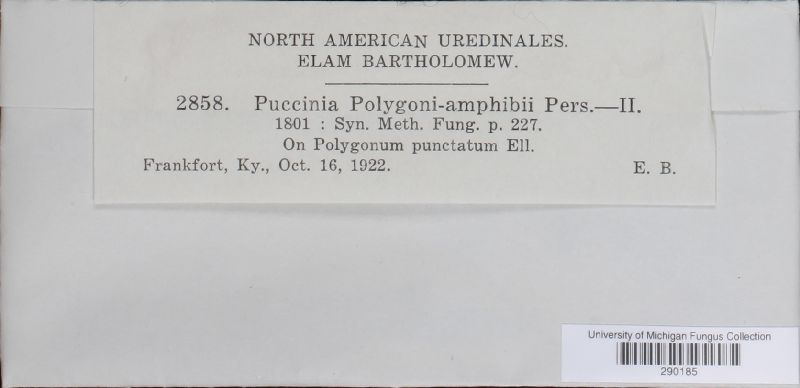 NORTH AMERICAN UREDINALES.
ELAM BARTHOLOMEW.
2858. Puccinia Polygoni-amphibii Pers.—II.
1801 : Syn. Meth. Fung. p. 227.
On Polygonum punctatum Ell.
Frankfort, Ky., Oct. 16, 1922. E. B.
University of Michigan Fungus Collection
290185